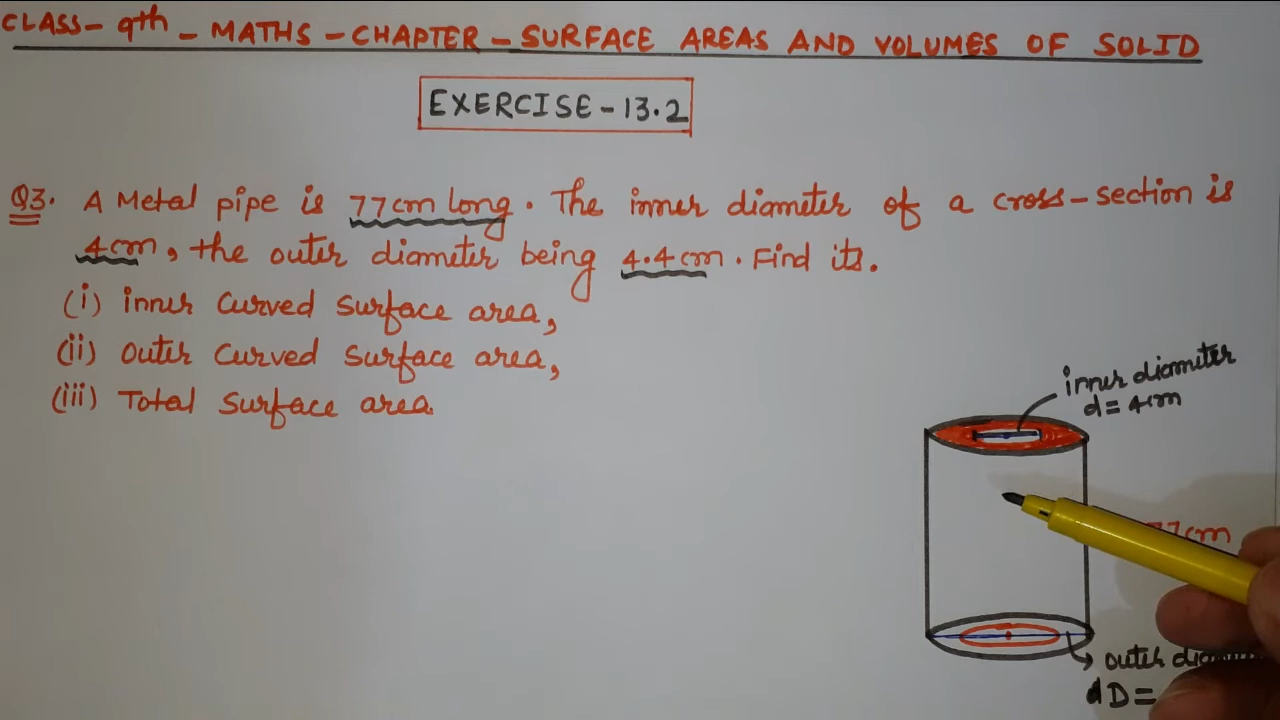 CLASS- 9th - MATHS - CHAPTER - SURFACE AREAS AND VOLUMES OF SOLID
EXERCISE - 13.2
Q3. A Metal pipe is 77cm long. The inner diameter of a cross-section is
4cm, the outer diameter being 4.4cm. Find its.
(i) inner Curved Surface area,
(ii) Outer Curved Surface area,
(iii) Total Surface area
inner diameter
d = 4cm
77cm
outer
D =